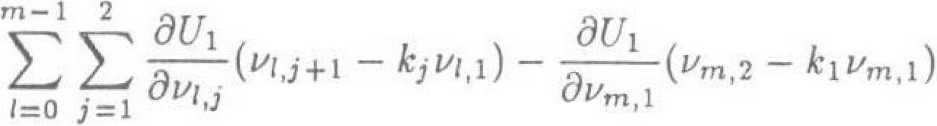 \sum_{l=0}^{m-1} \sum_{j=1}^{2} \frac{\partial U_1}{\partial \nu_{l,j}} (\nu_{l,j+1} - k_j \nu_{l,1}) - \frac{\partial U_1}{\partial \nu_{m,1}} (\nu_{m,2} - k_1 \nu_{m,1})